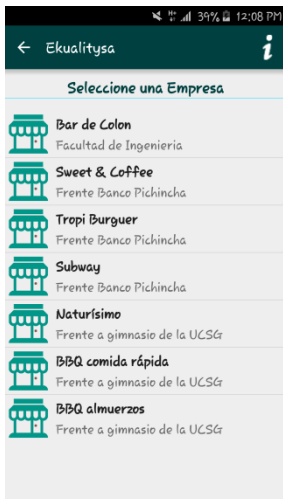 39% 12:08 PM
Ekualitysa
Seleccione una Empresa
Bar de Colon
Facultad de Ingenieria
Sweet & Coffee
Frente Banco Pichincha
Tropi Burguer
Frente Banco Pichincha
Subway
Frente Banco Pichincha
Naturísimo
Frente a gimnasio de la UCSG
BBQ comida rápida
Frente a gimnasio de la UCSG
BBQ almuerzos
Frente a gimnasio de la UCSG